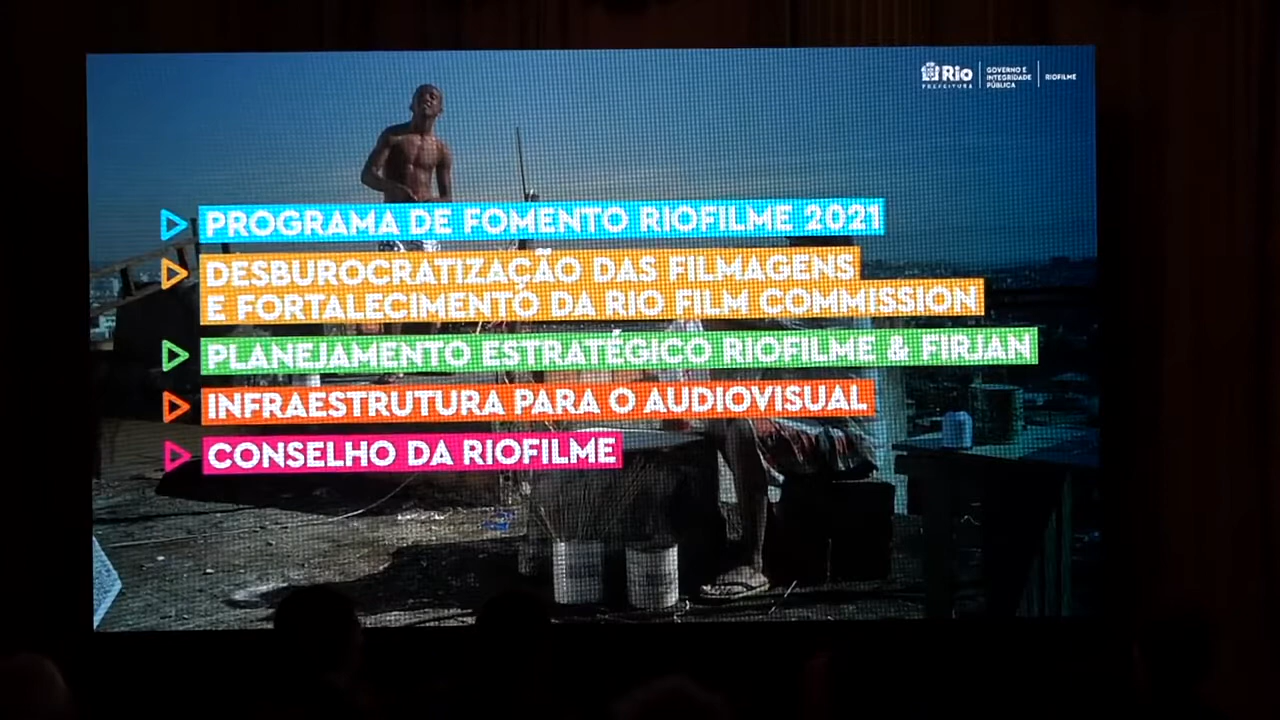 Rio
PREFEITURA
GOVERNO E
INTEGRIDADE
PÚBLICA
RIOFILME
PROGRAMA DE FOMENTO RIOFILME 2021
DESBUROCRATIZAÇÃO DAS FILMAGENS
E FORTALECIMENTO DA RIO FILM COMMISSION
PLANEJAMENTO ESTRATÉGICO RIOFILME & FIRJAN
INFRAESTRUTURA PARA O AUDIOVISUAL
CONSELHO DA RIOFILME